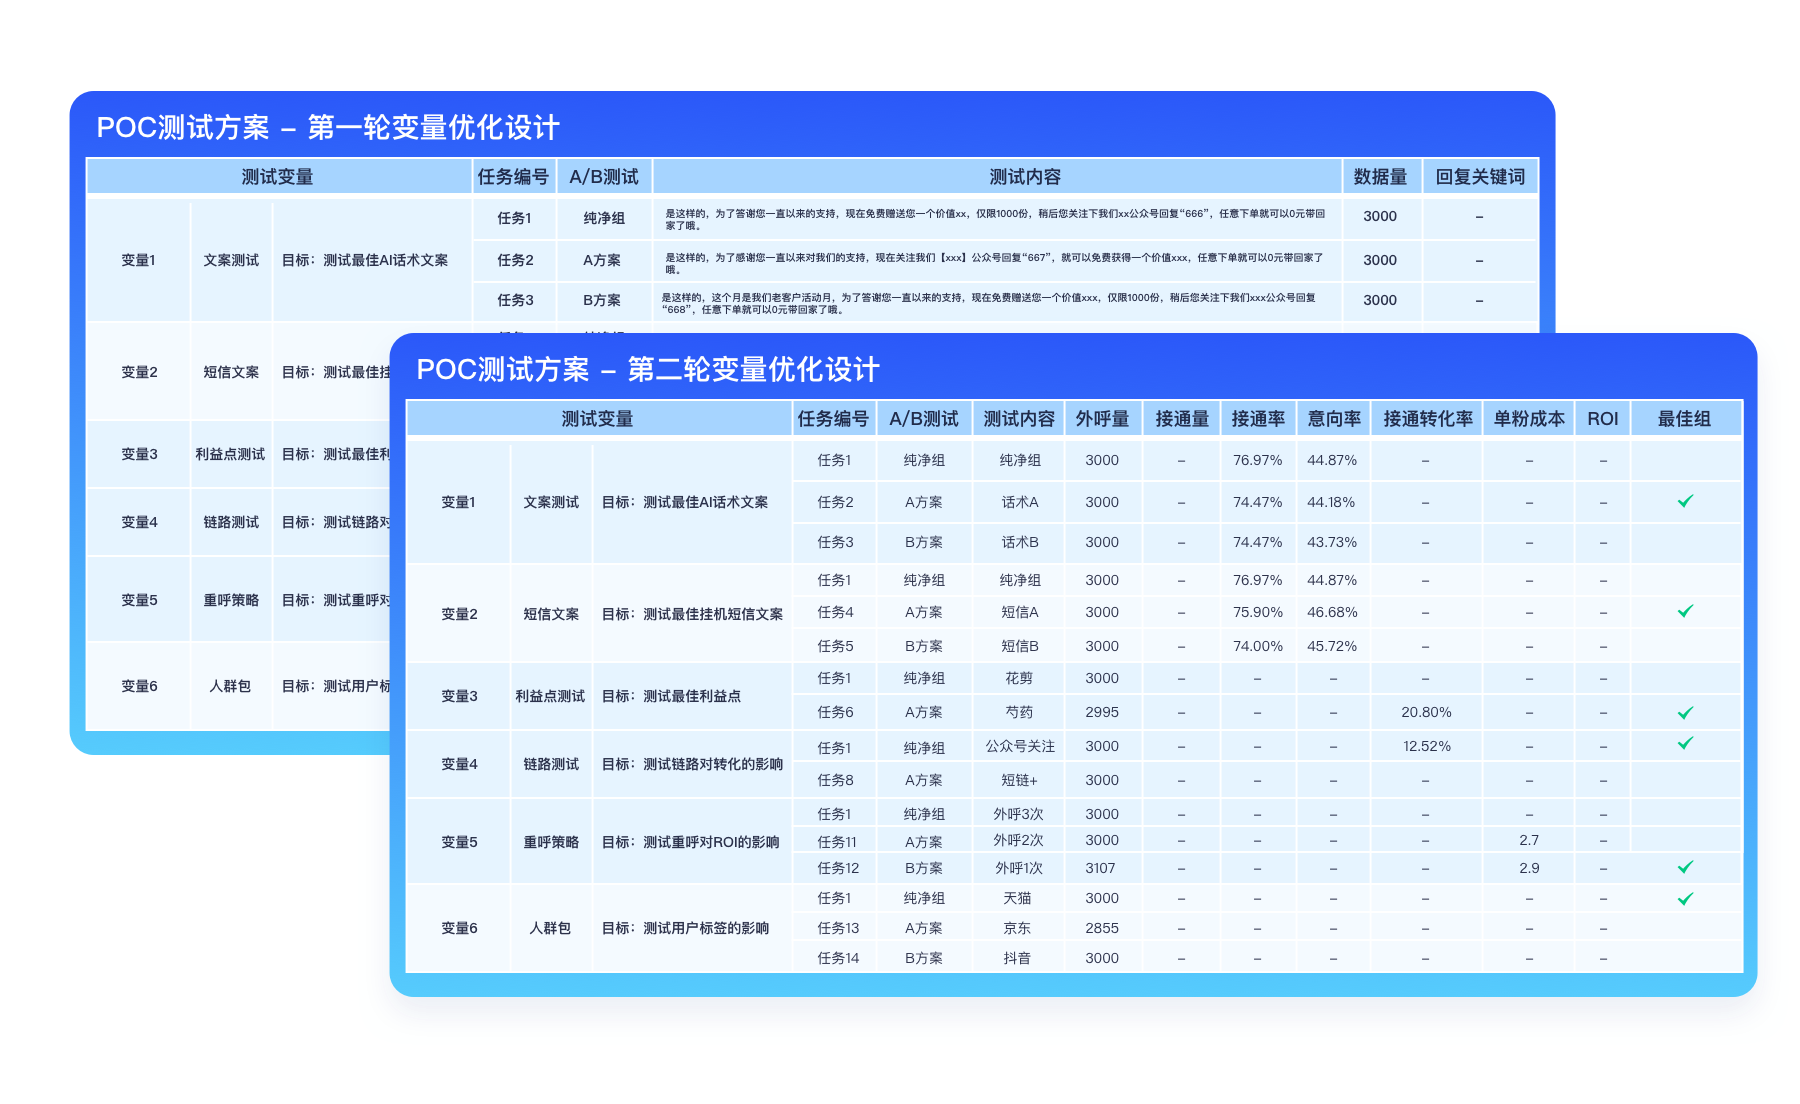 POC测试方案 – 第一轮变量优化设计
测试变量 任务编号 A/B测试 测试内容 数据量 回复关键词
变量1 文案测试 目标：测试最佳AI话术文案
任务1 纯净组 是这样的，为了答谢您一直以来的支持，现在免费赠送您一个价值xx，仅限1000份，稍后您关注下我们xx公众号回复“666”，任意下单就可以0元带回
家了哦。 3000 –
任务2 A方案 是这样的，为了感谢您一直以来对我们的支持，现在关注我们【xxx】公众号回复“667”，就可以免费获得一个价值xxx，任意下单就可以0元带回家了
哦。 3000 –
任务3 B方案 是这样的，这个月是我们老客户活动月，为了答谢您一直以来的支持，现在免费赠送您一个价值xxx，仅限1000份，稍后您关注下我们xxx公众号回复
“668”，任意下单就可以0元带回家了哦。 3000 –
变量2 短信文案 目标：测试最佳挂
变量3 利益点测试 目标：测试最佳利
变量4 链路测试 目标：测试链路对
变量5 重呼策略 目标：测试重呼对
变量6 人群包 目标：测试用户标
POC测试方案 – 第二轮变量优化设计
测试变量 任务编号 A/B测试 测试内容 外呼量 接通量 接通率 意向率 接通转化率 单粉成本 ROI 最佳组
变量1 文案测试 目标：测试最佳AI话术文案
任务1 纯净组 纯净组 3000 – 76.97% 44.87% – – –
任务2 A方案 话术A 3000 – 74.47% 44.18% – – –
任务3 B方案 话术B 3000 – 74.47% 43.73% – – –
变量2 短信文案 目标：测试最佳挂机短信文案
任务1 纯净组 纯净组 3000 – 76.97% 44.87% – – –
任务4 A方案 短信A 3000 – 75.90% 46.68% – – –
任务5 B方案 短信B 3000 – 74.00% 45.72% – – –
变量3 利益点测试 目标：测试最佳利益点
任务1 纯净组 花剪 3000 – – – – – –
任务6 A方案 芍药 2995 – – – 20.80% – –
变量4 链路测试 目标：测试链路对转化的影响
任务1 纯净组 公众号关注 3000 – – – 12.52% – –
任务8 A方案 短链+ 3000 – – – – – –
变量5 重呼策略 目标：测试重呼对ROI的影响
任务1 纯净组 外呼3次 3000 – – – – – –
任务11 A方案 外呼2次 3000 – – – – 2.7 –
任务12 B方案 外呼1次 3107 – – – – 2.9 –
变量6 人群包 目标：测试用户标签的影响
任务1 纯净组 天猫 3000 – – – – – –
任务13 A方案 京东 2855 – – – – – –
任务14 B方案 抖音 3000 – – – – – –